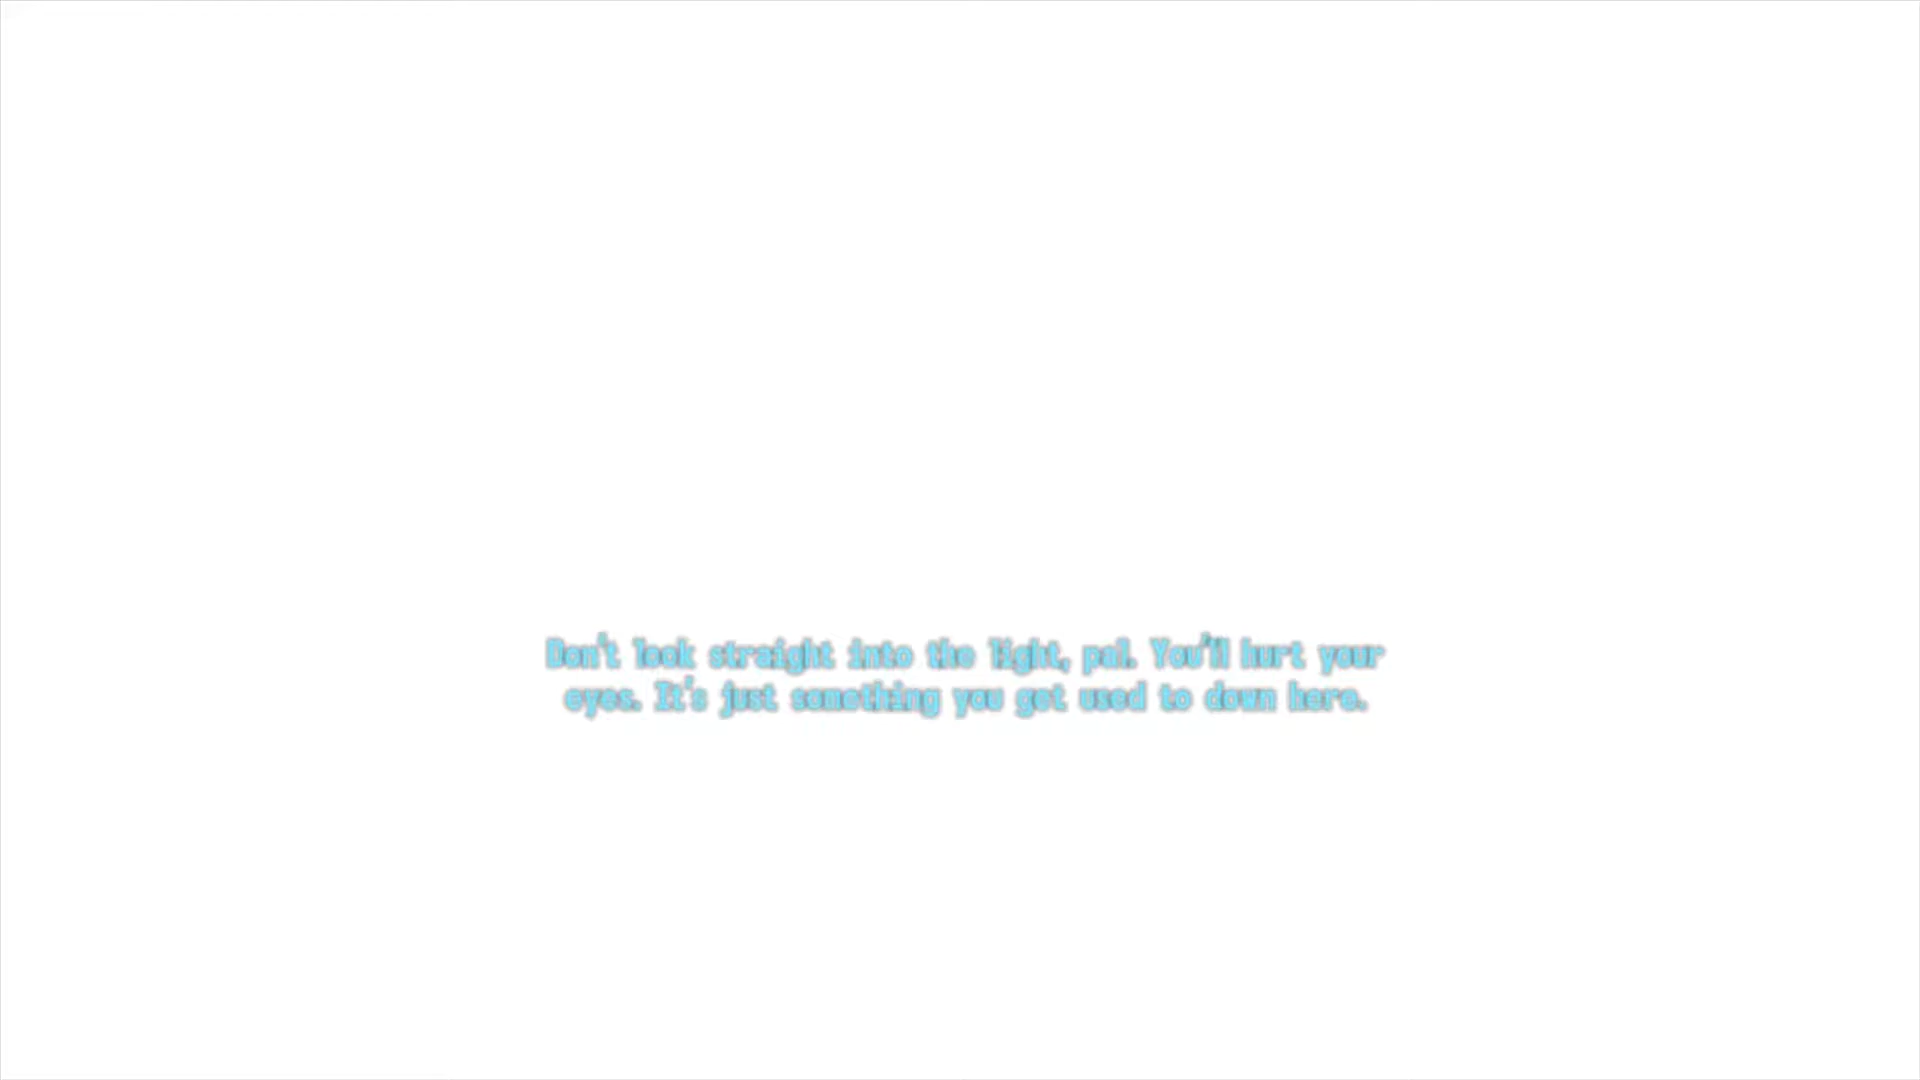 Don't look straight into the light, pal. You'll hurt your
eyes. It's just something you get used to down here.